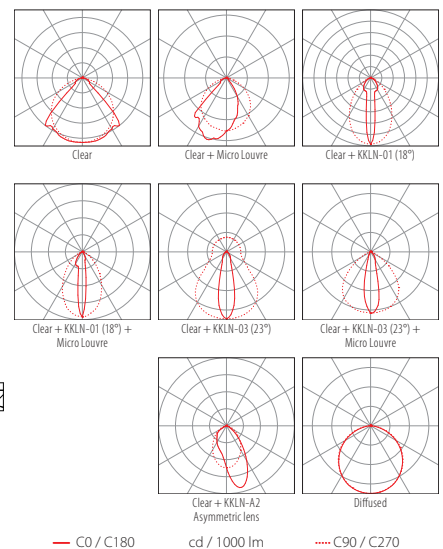 Clear
Clear + Micro Louvre
Clear + KKLN-01 (18°)
Clear + KKLN-01 (18°) +
Micro Louvre
Clear + KKLN-03 (23°)
Clear + KKLN-03 (23°) +
Micro Louvre
Clear + KKLN-A2
Asymmetric lens
Diffused
C0 / C180
cd / 1000 lm
C90 / C270